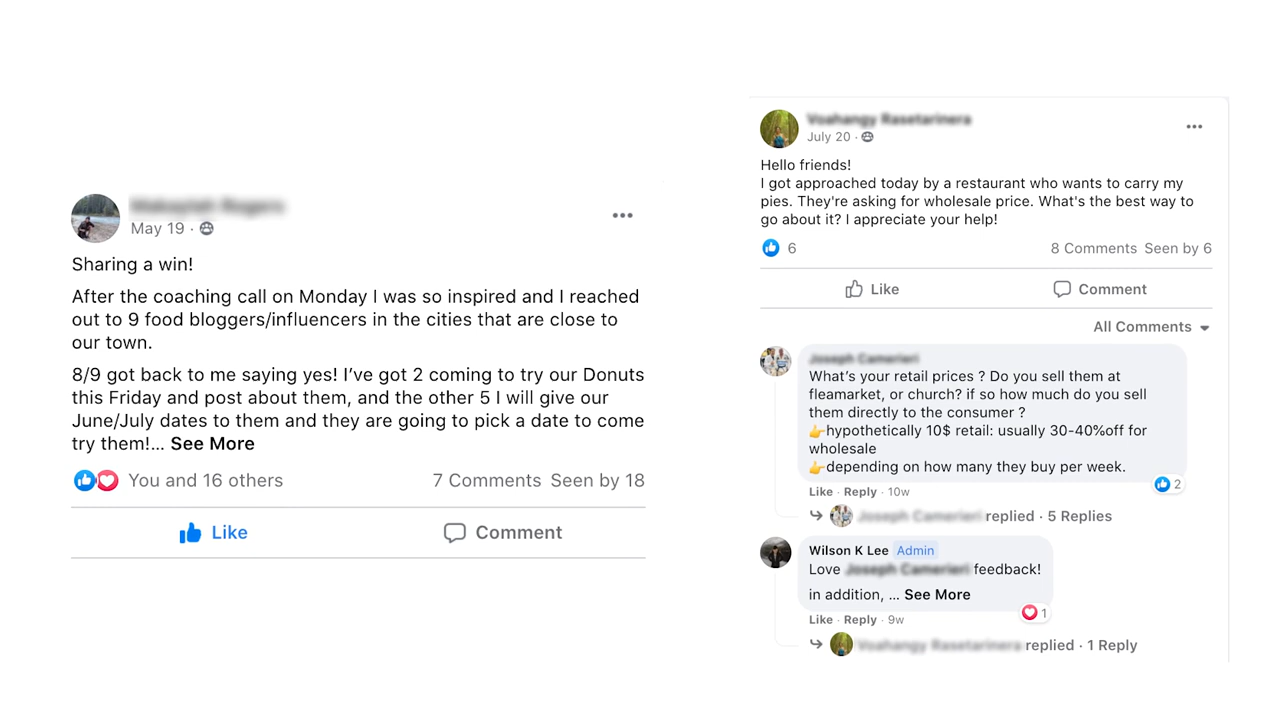 May 19
Sharing a win!
After the coaching call on Monday I was so inspired and I reached
out to 9 food bloggers/influencers in the cities that are close to
our town.
8/9 got back to me saying yes! I've got 2 coming to try our Donuts
this Friday and post about them, and the other 5 I will give our
June/July dates to them and they are going to pick a date to come
try them!... See More
You and 16 others 7 Comments Seen by 18
Like Comment
July 20
Hello friends!
I got approached today by a restaurant who wants to carry my
pies. They're asking for wholesale price. What's the best way to
go about it? I appreciate your help!
6 8 Comments Seen by 6
Like Comment
All Comments
What's your retail prices ? Do you sell them at
fleamarket, or church? if so how much do you sell
them directly to the consumer ?
👉hypothetically 10$ retail: usually 30-40%off for
wholesale
👉depending on how many they buy per week.
2
Like · Reply · 10w
replied · 5 Replies
Wilson K Lee Admin
Love feedback!
in addition, ... See More
1
Like · Reply · 9w
replied · 1 Reply